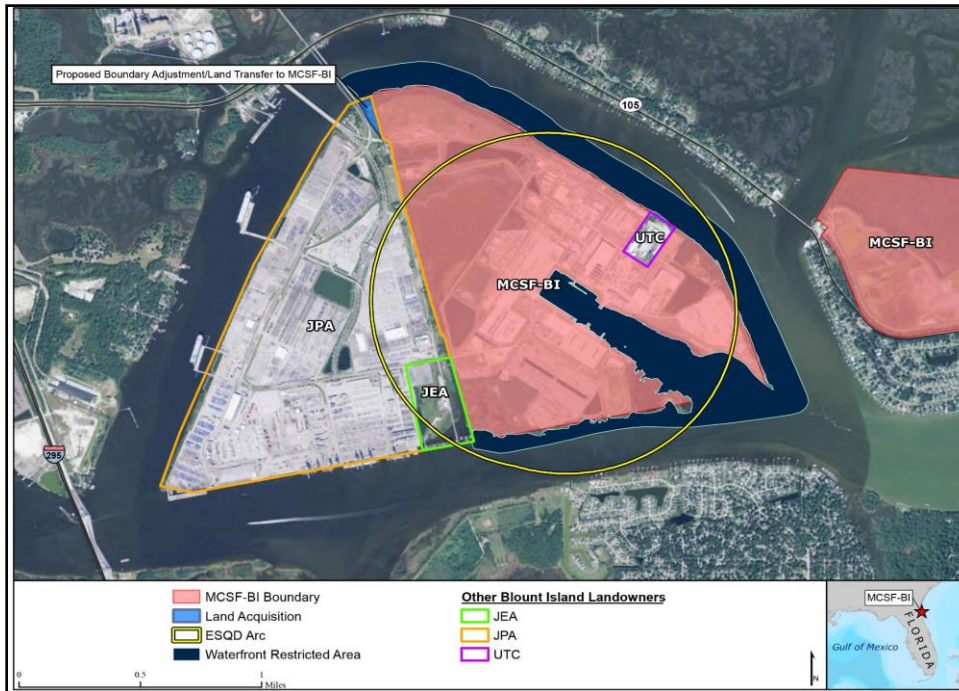 Proposed Boundary Adjustment/Land Transfer to MCSF-BI
105
UTC
MCSF-BI
MCSF-BI
JPA
JEA
295
MCSF-BI Boundary
Land Acquisition
ESQD Arc
Waterfront Restricted Area
Other Blount Island Landowners
JEA
JPA
UTC
0 0.5 1
Miles
N
MCSF-BI
FLORIDA
Gulf of Mexico